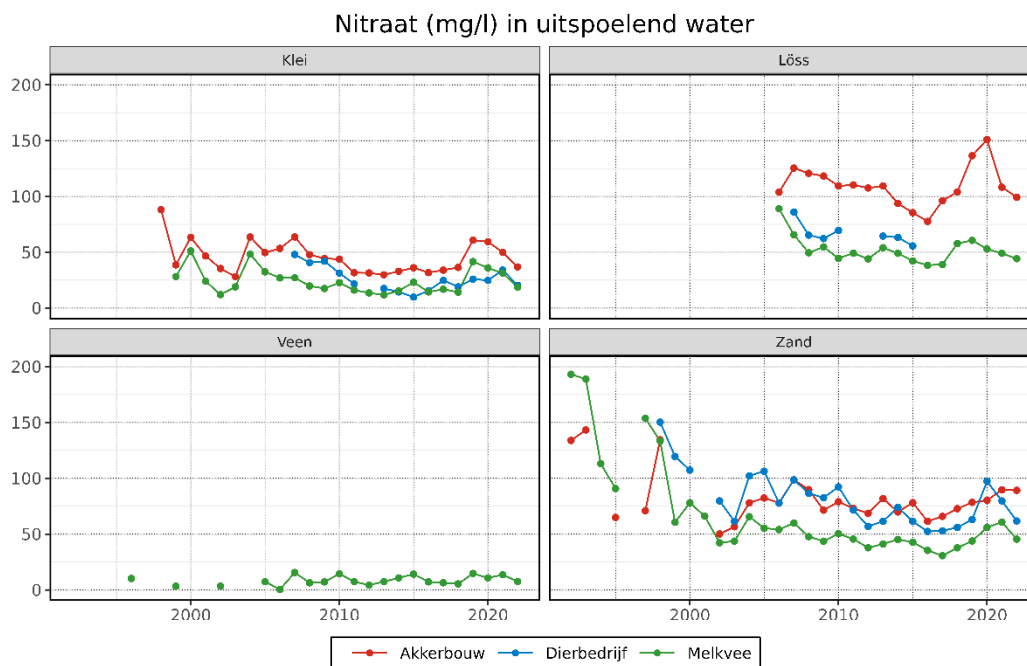 Nitraat (mg/l) in uitspoelend water
Klei
Löss
200
150
100
50
0
Veen
Zand
200
150
100
50
0
2000
2010
2020
2000
2010
2020
Akkerbouw Dierbedrijf Melkvee